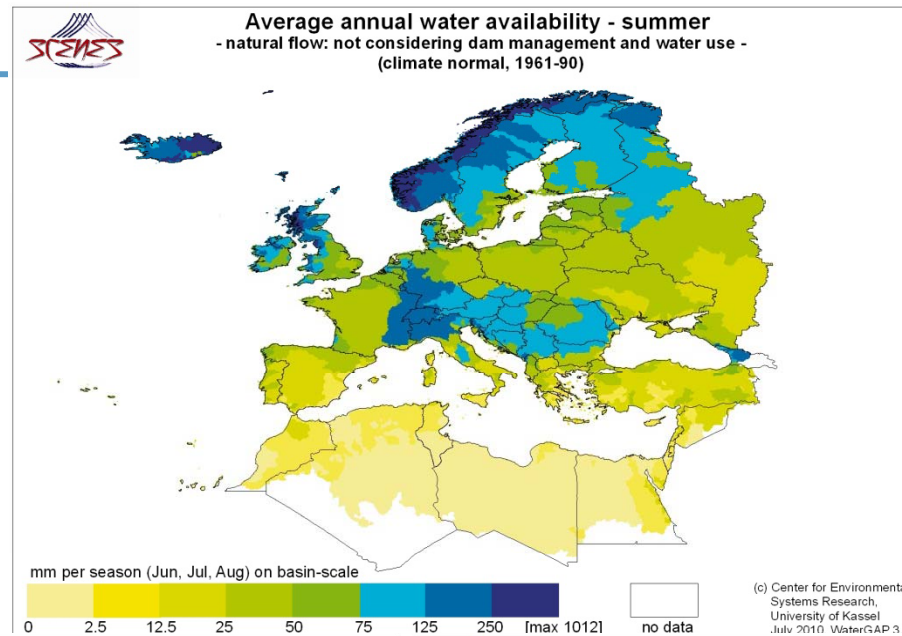 SCENES
Average annual water availability - summer
- natural flow: not considering dam management and water use -
(climate normal, 1961-90)
mm per season (Jun, Jul, Aug) on basin-scale
0 2.5 12.5 25 50 75 125 250 [max 1012]
no data
(c) Center for Environmenta
Systems Research,
University of Kassel
July 2010, WaterGAP 3